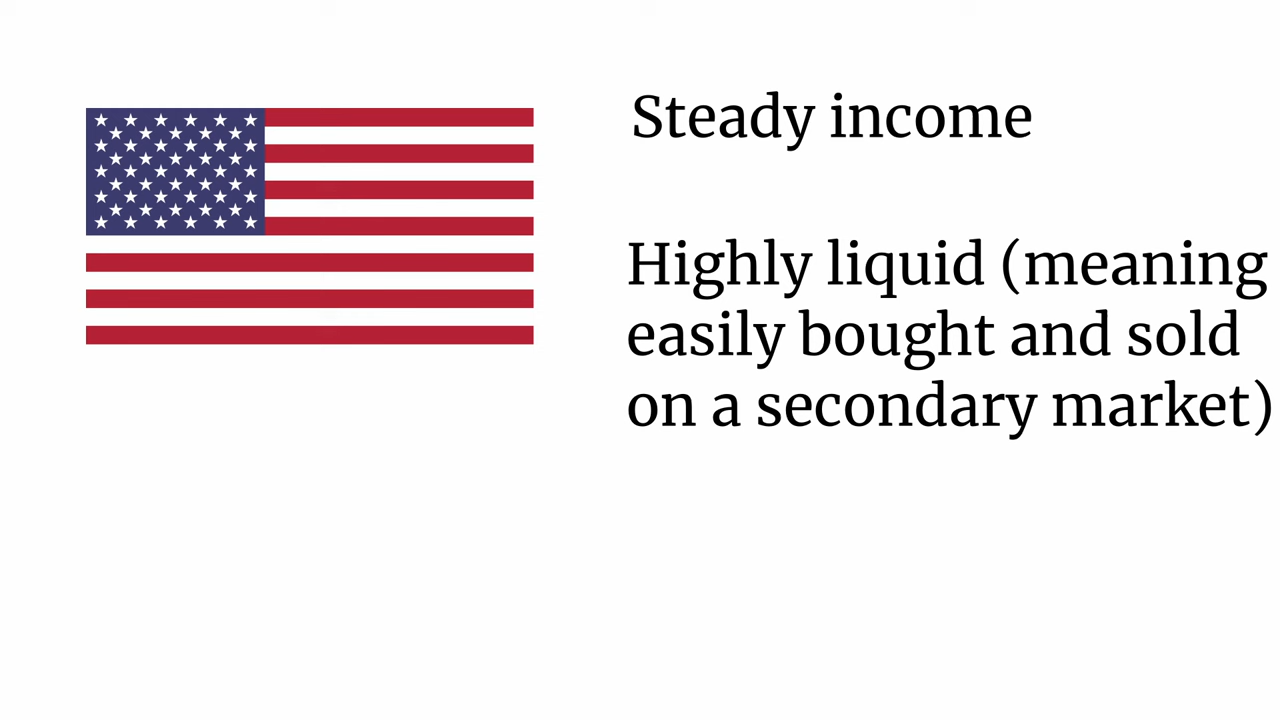 Steady income
Highly liquid (meaning
easily bought and sold
on a secondary market)